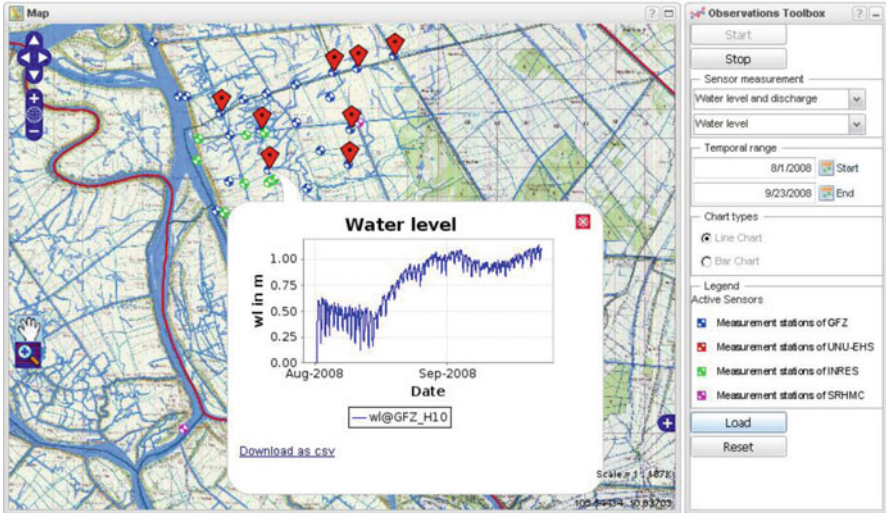 Map
?
Water level
wl in m
1.00
0.75
0.50
0.25
0.00
Aug-2008
Sep-2008
Date
wl@GFZ_H10
Download as csv
Observations Toolbox
?
Start
Stop
Sensor measurement
Water level and discharge
Water level
Temporal range
8/1/2008
Start
9/23/2008
End
Chart types
Line Chart
Bar Chart
Legend
Active Sensors
Measurement stations of GFZ
Measurement stations of UNU-EHS
Measurement stations of INRES
Measurement stations of SRHMC
Load
Reset